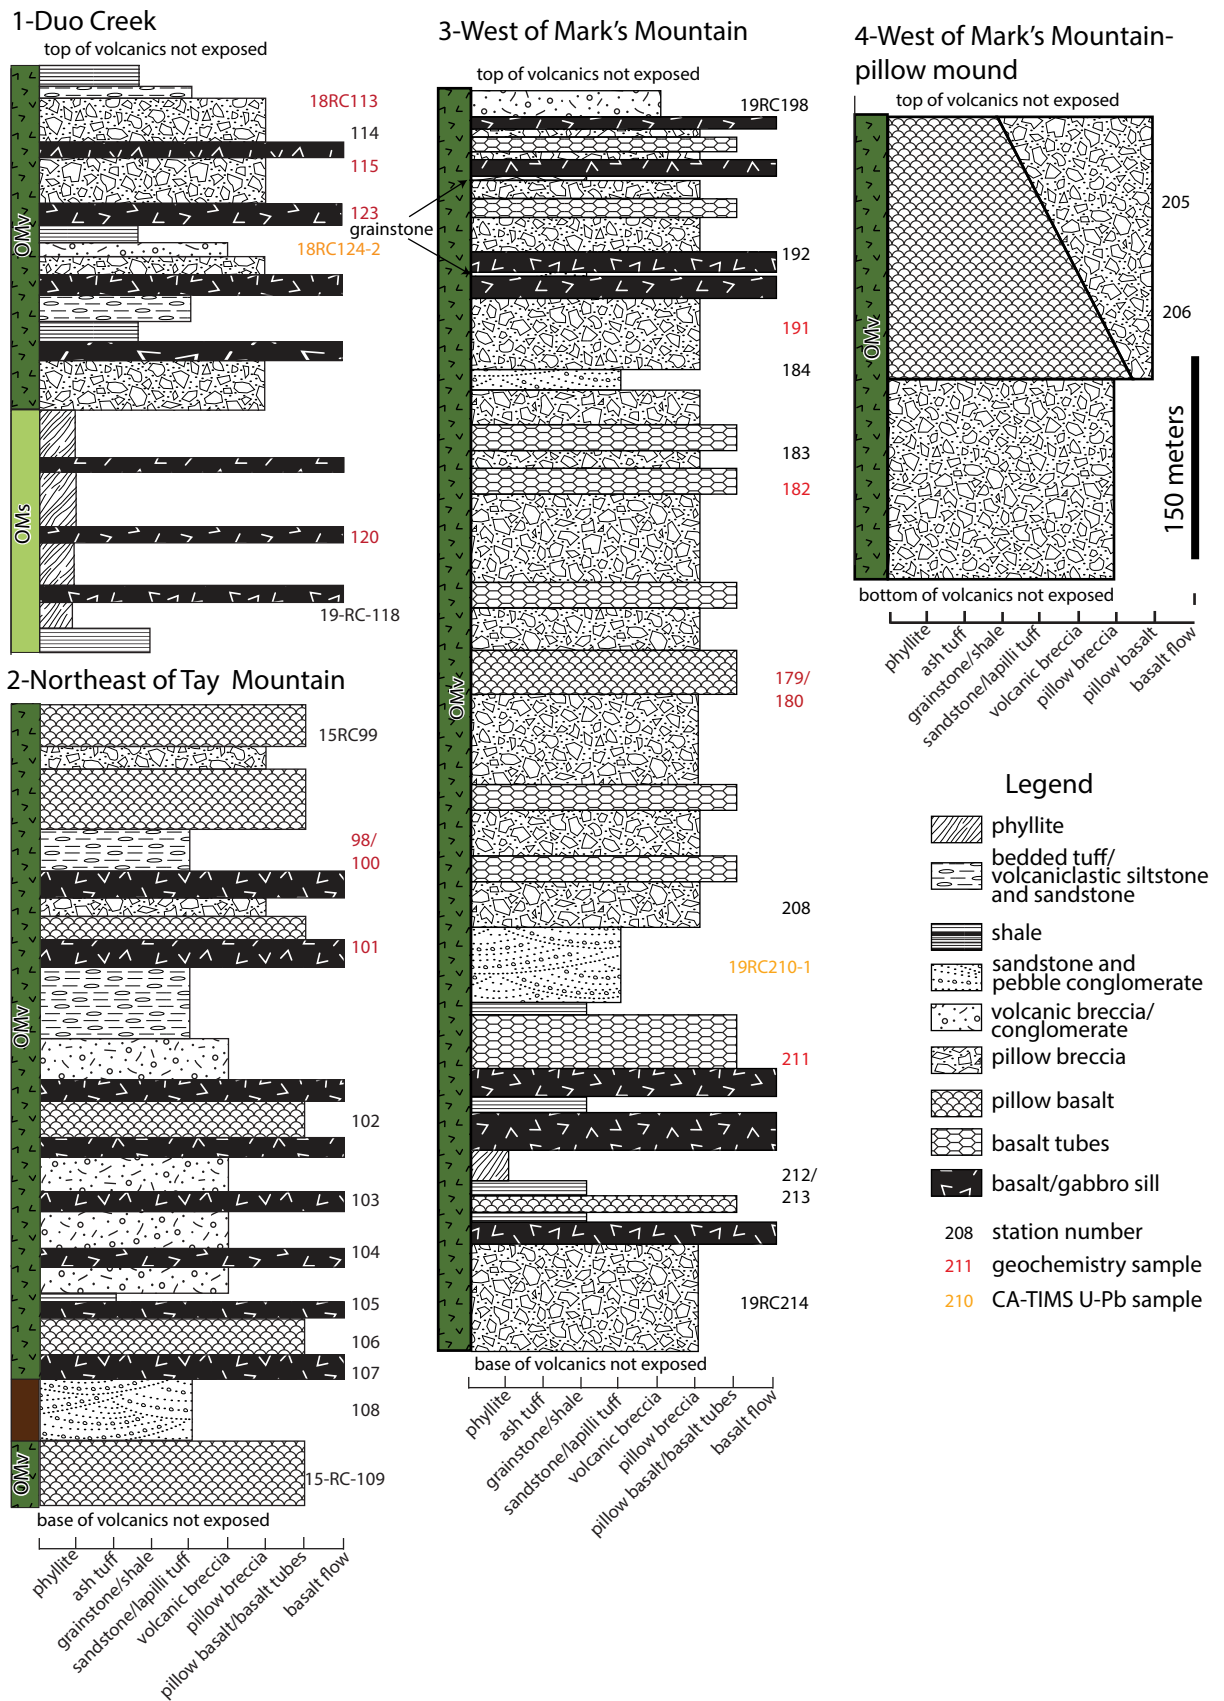 1-Duo Creek
top of volcanics not exposed
18RC113
114
115
123
18RC124-2
OMv
OMs
120
19-RC-118
2-Northeast of Tay Mountain
15RC99
98/
100
101
OMv
102
103
104
105
106
107
108
OMv
15-RC-109
base of volcanics not exposed
phyllite
ash tuff
grainstone/shale
sandstone/lapilli tuff
volcanic breccia
pillow breccia
pillow basalt/basalt tubes
basalt flow
3-West of Mark's Mountain
top of volcanics not exposed
19RC198
grainstone
192
191
184
183
182
OMv
179/
180
208
19RC210-1
211
212/
213
19RC214
base of volcanics not exposed
phyllite
ash tuff
grainstone/shale
sandstone/lapilli tuff
volcanic breccia
pillow breccia
pillow basalt/basalt tubes
basalt flow
4-West of Mark's Mountain-
pillow mound
top of volcanics not exposed
205
206
OMv
150 meters
bottom of volcanics not exposed
phyllite
ash tuff
grainstone/shale
sandstone/lapilli tuff
volcanic breccia
pillow breccia
pillow basalt
basalt flow
Legend
phyllite
bedded tuff/
volcaniclastic siltstone
and sandstone
shale
sandstone and
pebble conglomerate
volcanic breccia/
conglomerate
pillow breccia
pillow basalt
basalt tubes
basalt/gabbro sill
208 station number
211 geochemistry sample
210 CA-TIMS U-Pb sample